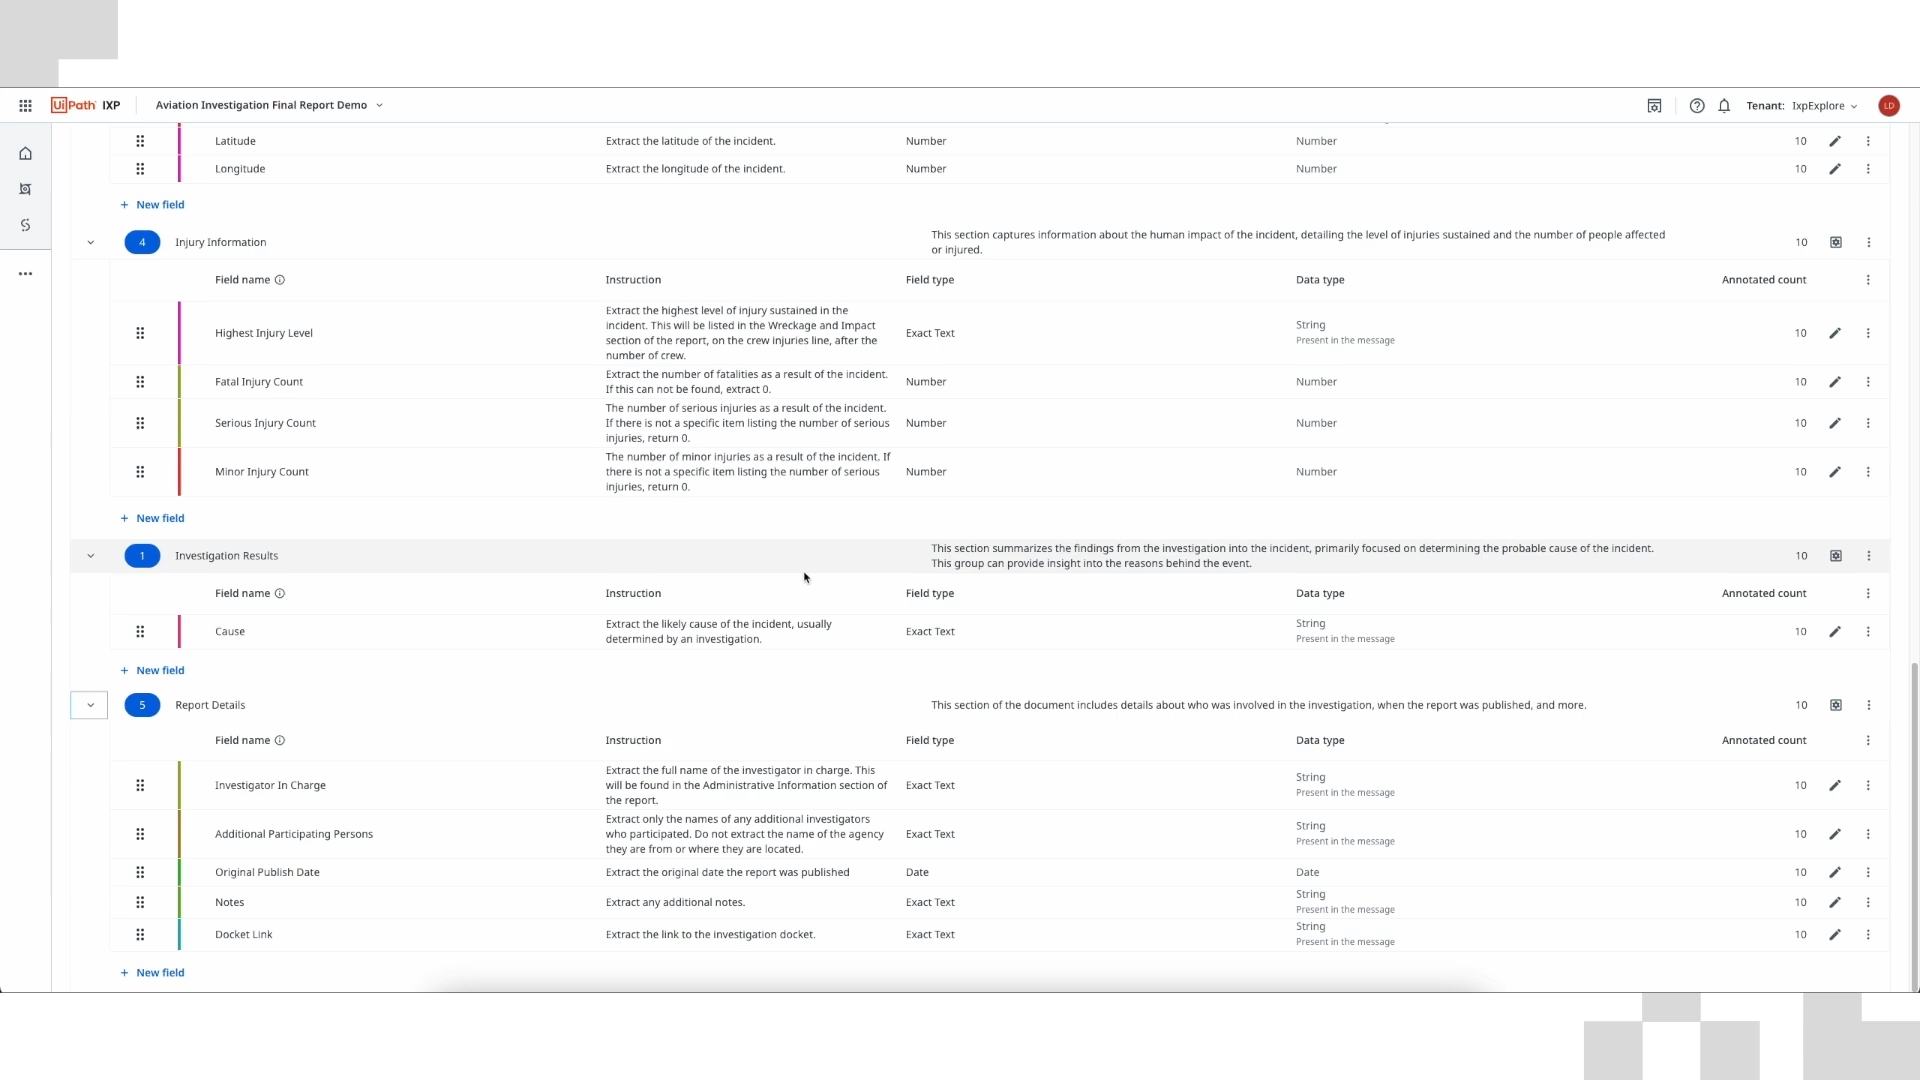 UiPath IXP
Aviation Investigation Final Report Demo
Tenant: IxpExplore
LD
Latitude Extract the latitude of the incident. Number Number 10
Longitude Extract the longitude of the incident. Number Number 10
+ New field
4 Injury Information
This section captures information about the human impact of the incident, detailing the level of injuries sustained and the number of people affected
or injured.
10
Field name Instruction Field type Data type Annotated count
Highest Injury Level
Extract the highest level of injury sustained in the
incident. This will be listed in the Wreckage and Impact
section of the report, on the crew injuries line, after the
number of crew.
Exact Text
String
Present in the message
10
Fatal Injury Count
Extract the number of fatalities as a result of the incident.
If this can not be found, extract 0.
Number Number 10
Serious Injury Count
The number of serious injuries as a result of the incident.
If there is not a specific item listing the number of serious
injuries, return 0.
Number Number 10
Minor Injury Count
The number of minor injuries as a result of the incident. If
there is not a specific item listing the number of serious
injuries, return 0.
Number Number 10
+ New field
1 Investigation Results
This section summarizes the findings from the investigation into the incident, primarily focused on determining the probable cause of the incident.
This group can provide insight into the reasons behind the event.
10
Field name Instruction Field type Data type Annotated count
Cause
Extract the likely cause of the incident, usually
determined by an investigation.
Exact Text
String
Present in the message
10
+ New field
5 Report Details
This section of the document includes details about who was involved in the investigation, when the report was published, and more.
10
Field name Instruction Field type Data type Annotated count
Investigator In Charge
Extract the full name of the investigator in charge. This
will be found in the Administrative Information section of
the report.
Exact Text
String
Present in the message
10
Additional Participating Persons
Extract only the names of any additional investigators
who participated. Do not extract the name of the agency
they are from or where they are located.
Exact Text
String
Present in the message
10
Original Publish Date Extract the original date the report was published Date Date 10
Notes Extract any additional notes. Exact Text
String
Present in the message
10
Docket Link Extract the link to the investigation docket. Exact Text
String
Present in the message
10
+ New field